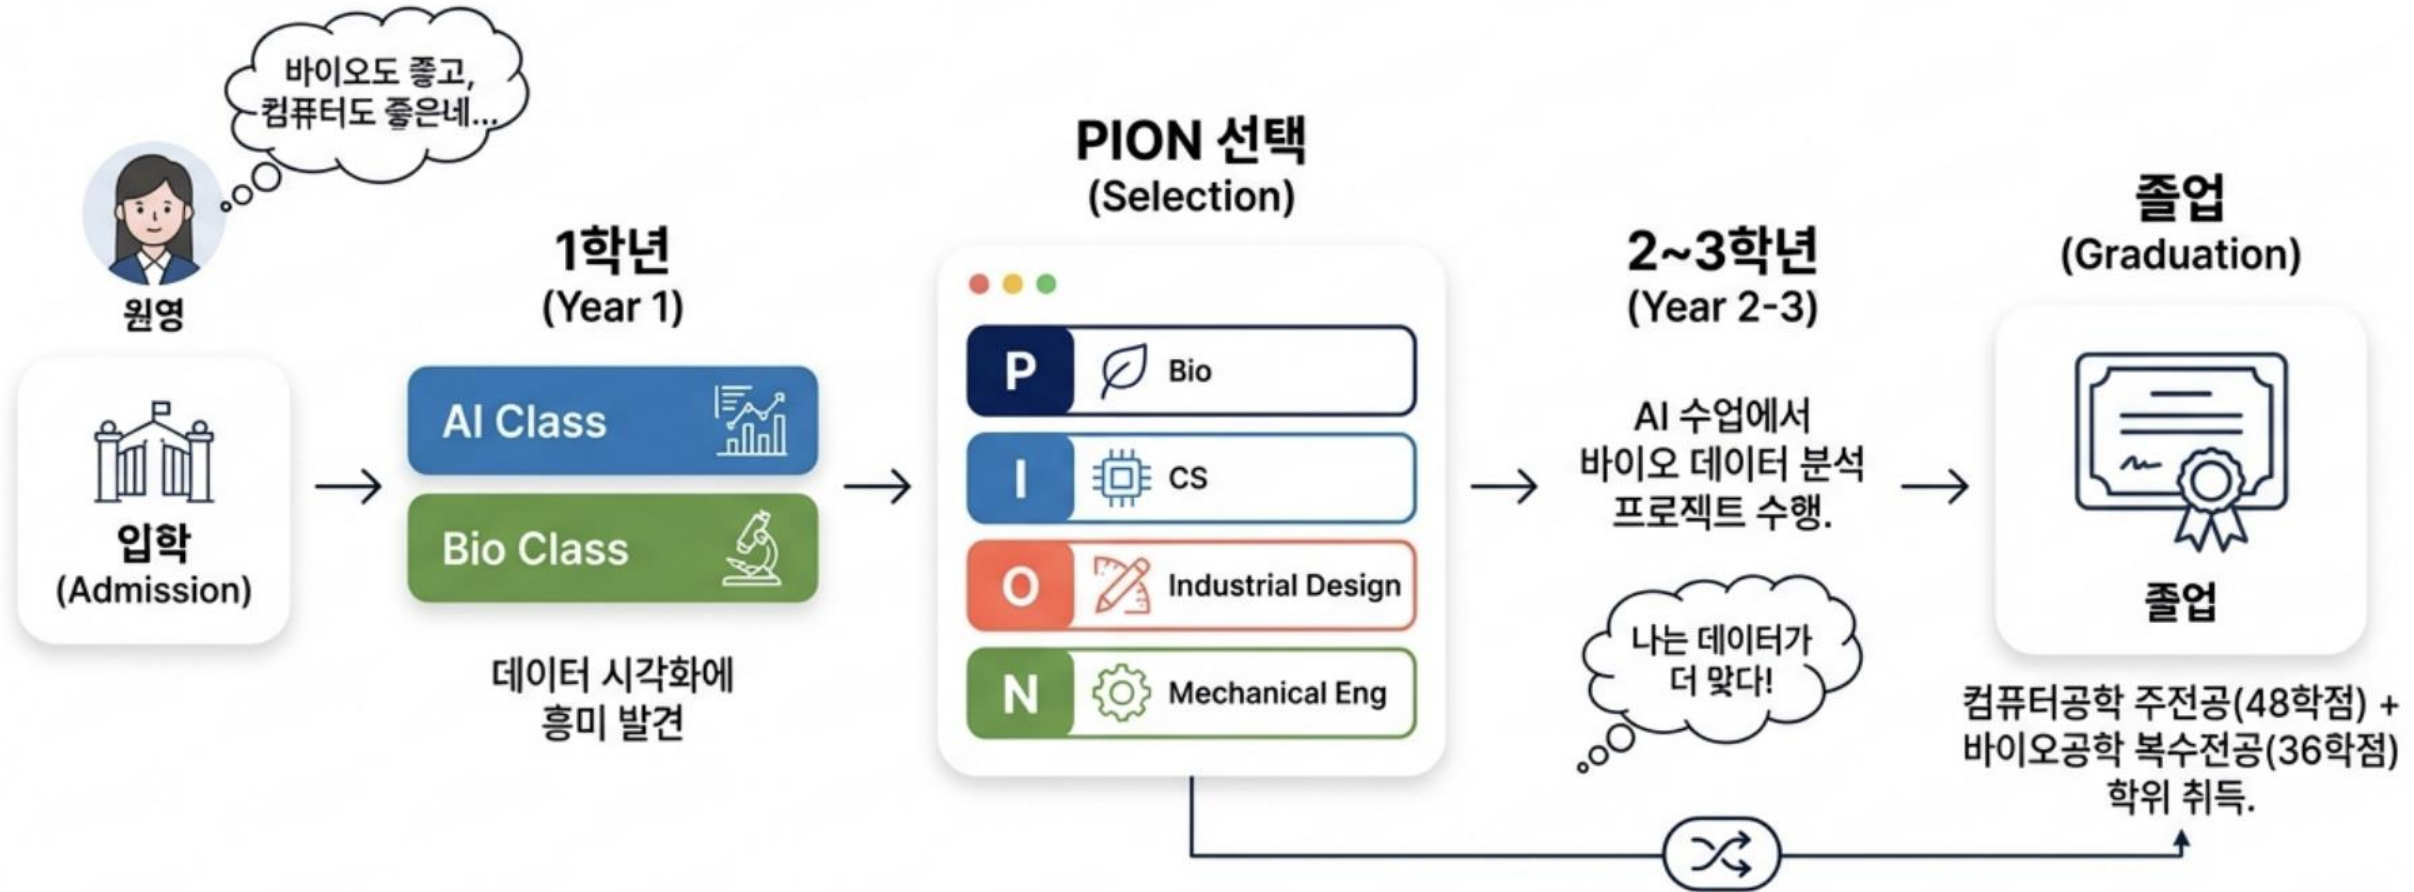 바이오도 좋고,
컴퓨터도
원영
입학
(Admission)
1학년
(Year 1)
AI Class
Bio Class
데이터 시각화에
흥미 발견
PION 선택
(Selection)
P Bio
I CS
O Industrial Design
N Mechanical Eng
2~3학년
(Year 2-3)
AI 수업에서
바이오 데이터 분석
프로젝트 수행.
나는 데이터가
더 맞다!
졸업
(Graduation)
졸업
컴퓨터공학 주전공(48학점) +
바이오공학 복수전공(36학점)
학위 취득.